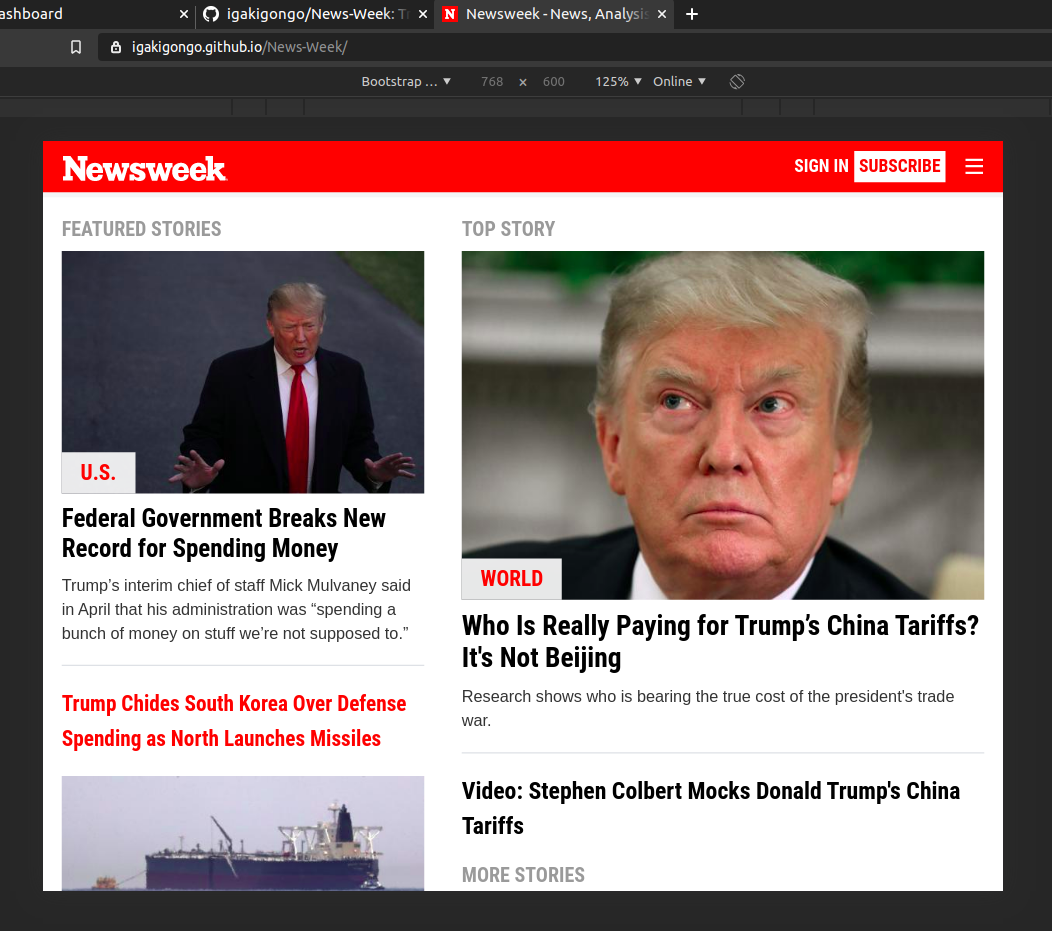 ashboard
igakigongo/News-Week: Tr
Newsweek - News, Analysis
igakigongo.github.io/News-Week/
Bootstrap ... 768 × 600 125% Online
Newsweek
SIGN IN SUBSCRIBE
FEATURED STORIES
U.S.
Federal Government Breaks New
Record for Spending Money
Trump’s interim chief of staff Mick Mulvaney said
in April that his administration was “spending a
bunch of money on stuff we’re not supposed to.”
Trump Chides South Korea Over Defense
Spending as North Launches Missiles
TOP STORY
WORLD
Who Is Really Paying for Trump’s China Tariffs?
It's Not Beijing
Research shows who is bearing the true cost of the president's trade
war.
Video: Stephen Colbert Mocks Donald Trump's China
Tariffs
MORE STORIES